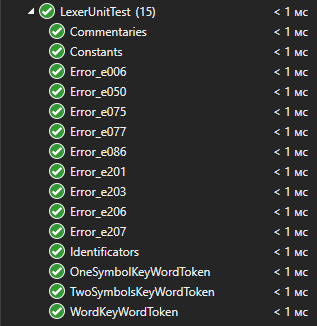 LexerUnitTest (15) < 1 мс
Commentaries < 1 мс
Constants < 1 мс
Error_e006 < 1 мс
Error_e050 < 1 мс
Error_e075 < 1 мс
Error_e077 < 1 мс
Error_e086 < 1 мс
Error_e201 < 1 мс
Error_e203 < 1 мс
Error_e206 < 1 мс
Error_e207 < 1 мс
Identificators < 1 мс
OneSymbolKeyWordToken < 1 мс
TwoSymbolsKeyWordToken < 1 мс
WordKeyWordToken < 1 мс